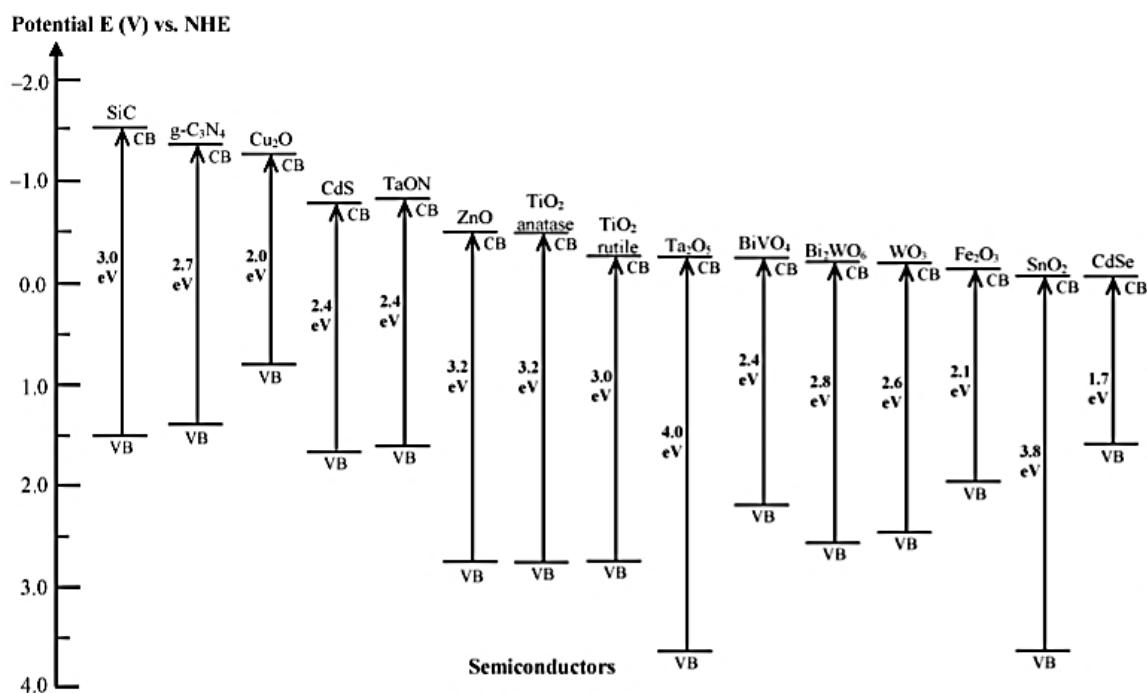 Potential E (V) vs. NHE
−2.0
−1.0
0.0
1.0
2.0
3.0
4.0
SiC
CB
3.0
eV
VB
g-C₃N₄
CB
2.7
eV
VB
Cu₂O
CB
2.0
eV
VB
CdS
CB
2.4
eV
VB
TaON
CB
2.4
eV
VB
ZnO
CB
3.2
eV
VB
TiO₂
anatase
CB
3.2
eV
VB
TiO₂
rutile
CB
3.0
eV
VB
Ta₂O₅
CB
4.0
eV
VB
BiVO₄
CB
2.4
eV
VB
Bi₂WO₆
CB
2.8
eV
VB
WO₃
CB
2.6
eV
VB
Fe₂O₃
CB
2.1
eV
VB
SnO₂
CB
3.8
eV
VB
CdSe
CB
1.7
eV
VB
Semiconductors